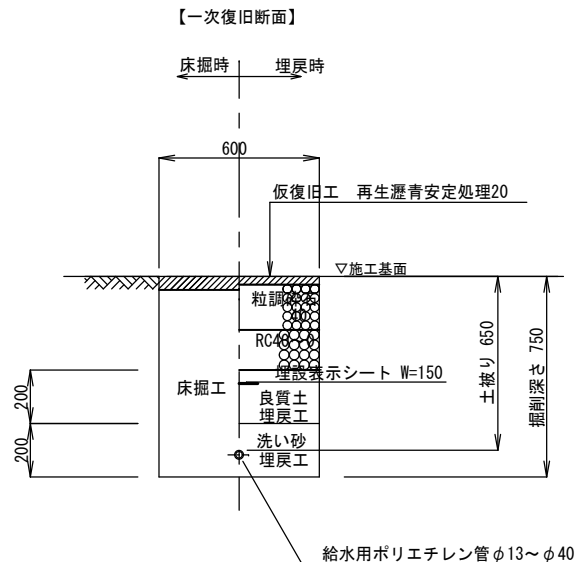 【一次復旧断面】
床掘時
埋戻時
600
仮復旧工 再生瀝青安定処理20
▽施工基面
粒調
RC40
埋設表示シート W=150
床掘工
良質土
埋戻工
洗い砂
埋戻工
200
200
土被り 650
掘削深さ 750
給水用ポリエチレン管φ13～φ40